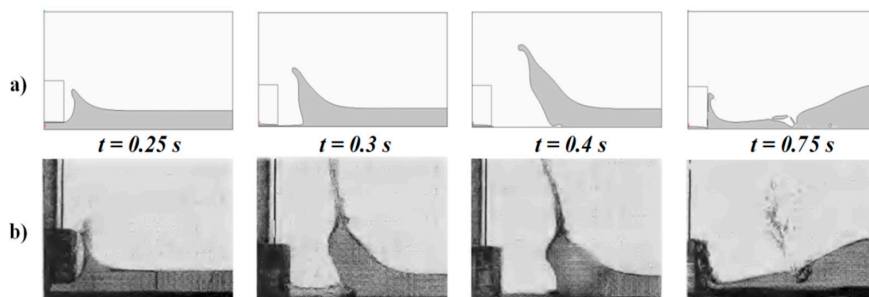 a)
t = 0.25 s t = 0.3 s t = 0.4 s t = 0.75 s
b)